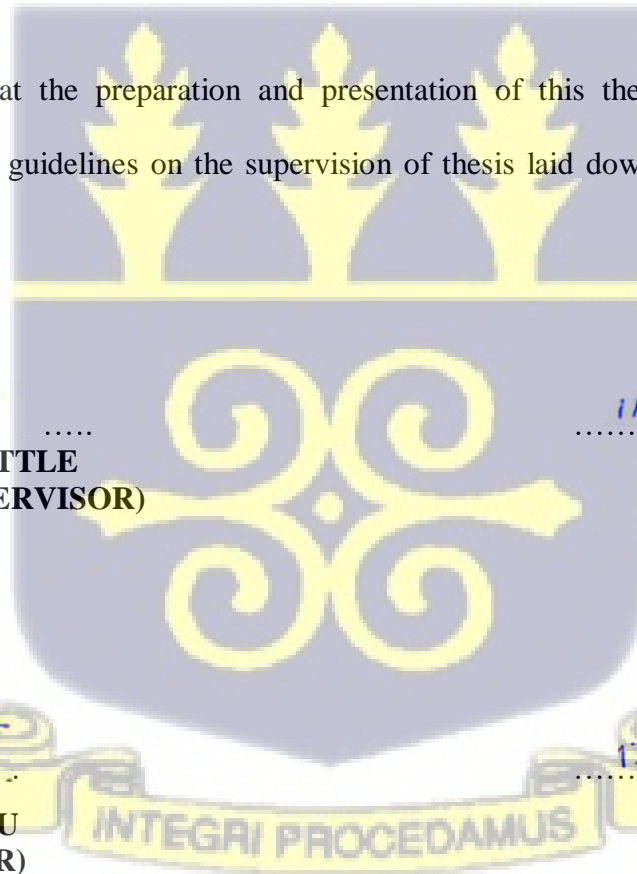 at the preparation and presentation of this the
guidelines on the supervision of thesis laid dow
..... ......
TTLE
ERVISOR)
. ......
U
INTEGRI PROCEDAMUS
R)